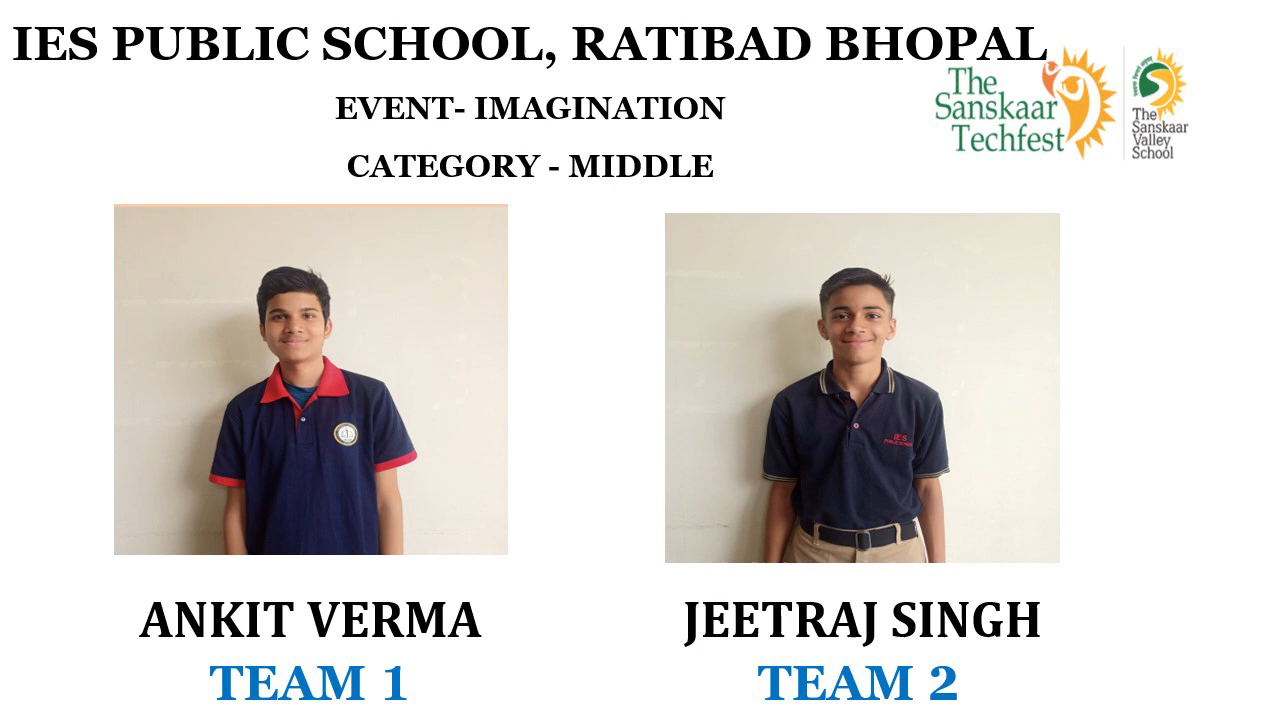 IES PUBLIC SCHOOL, RATIBAD BHOPAL
EVENT- IMAGINATION
CATEGORY - MIDDLE
The
Sanskaar
Techfest
The
Sanskaar
Valley
School
IES
ANKIT VERMA
JEETRAJ SINGH
TEAM 1
TEAM 2